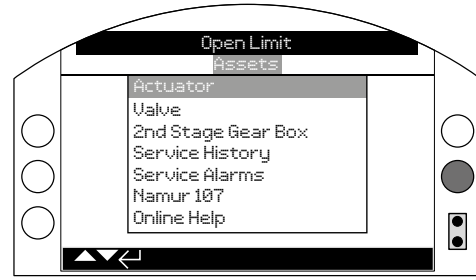 Open Limit
Assets
Actuator
Valve
2nd Stage Gear Box
Service History
Service Alarms
Namur 107
Online Help